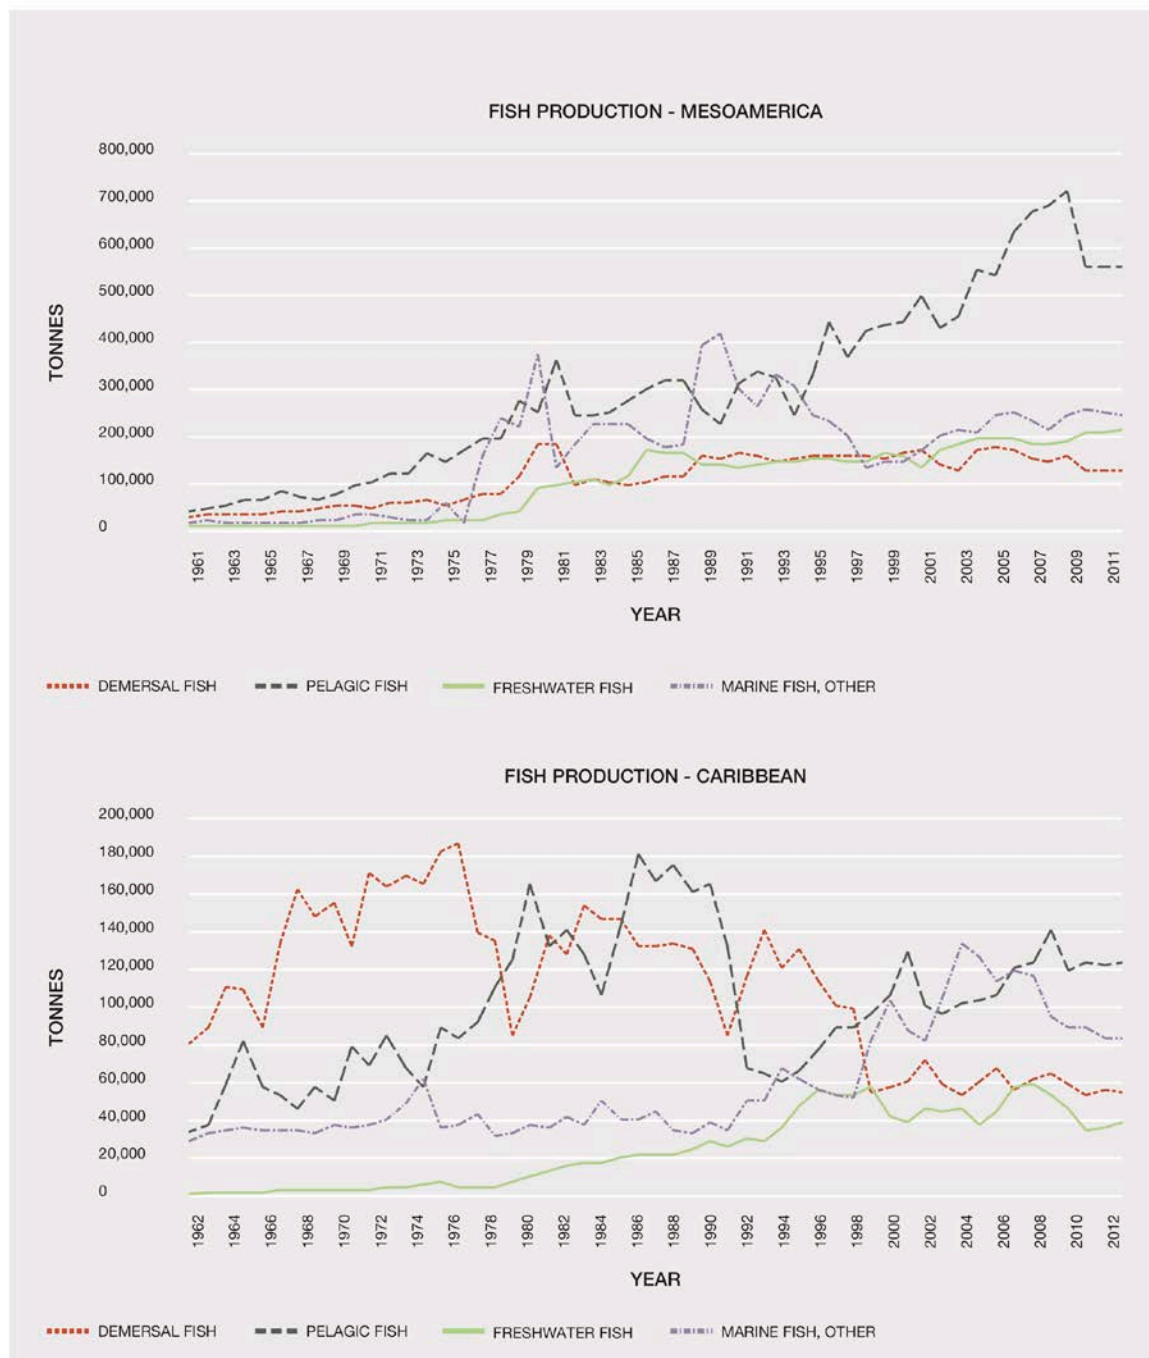 FISH PRODUCTION - MESOAMERICA
800,000
700,000
600,000
500,000
400,000
300,000
200,000
100,000
0
TONNES
1961 1963 1965 1967 1969 1971 1973 1975 1977 1979 1981 1983 1985 1987 1989 1991 1993 1995 1997 1999 2001 2003 2005 2007 2009 2011
YEAR
DEMERSAL FISH PELAGIC FISH FRESHWATER FISH MARINE FISH, OTHER
FISH PRODUCTION - CARIBBEAN
200,000
180,000
160,000
140,000
120,000
100,000
80,000
60,000
40,000
20,000
0
TONNES
1962 1964 1966 1968 1970 1972 1974 1976 1978 1980 1982 1984 1986 1988 1990 1992 1994 1996 1998 2000 2002 2004 2006 2008 2010 2012
YEAR
DEMERSAL FISH PELAGIC FISH FRESHWATER FISH MARINE FISH, OTHER